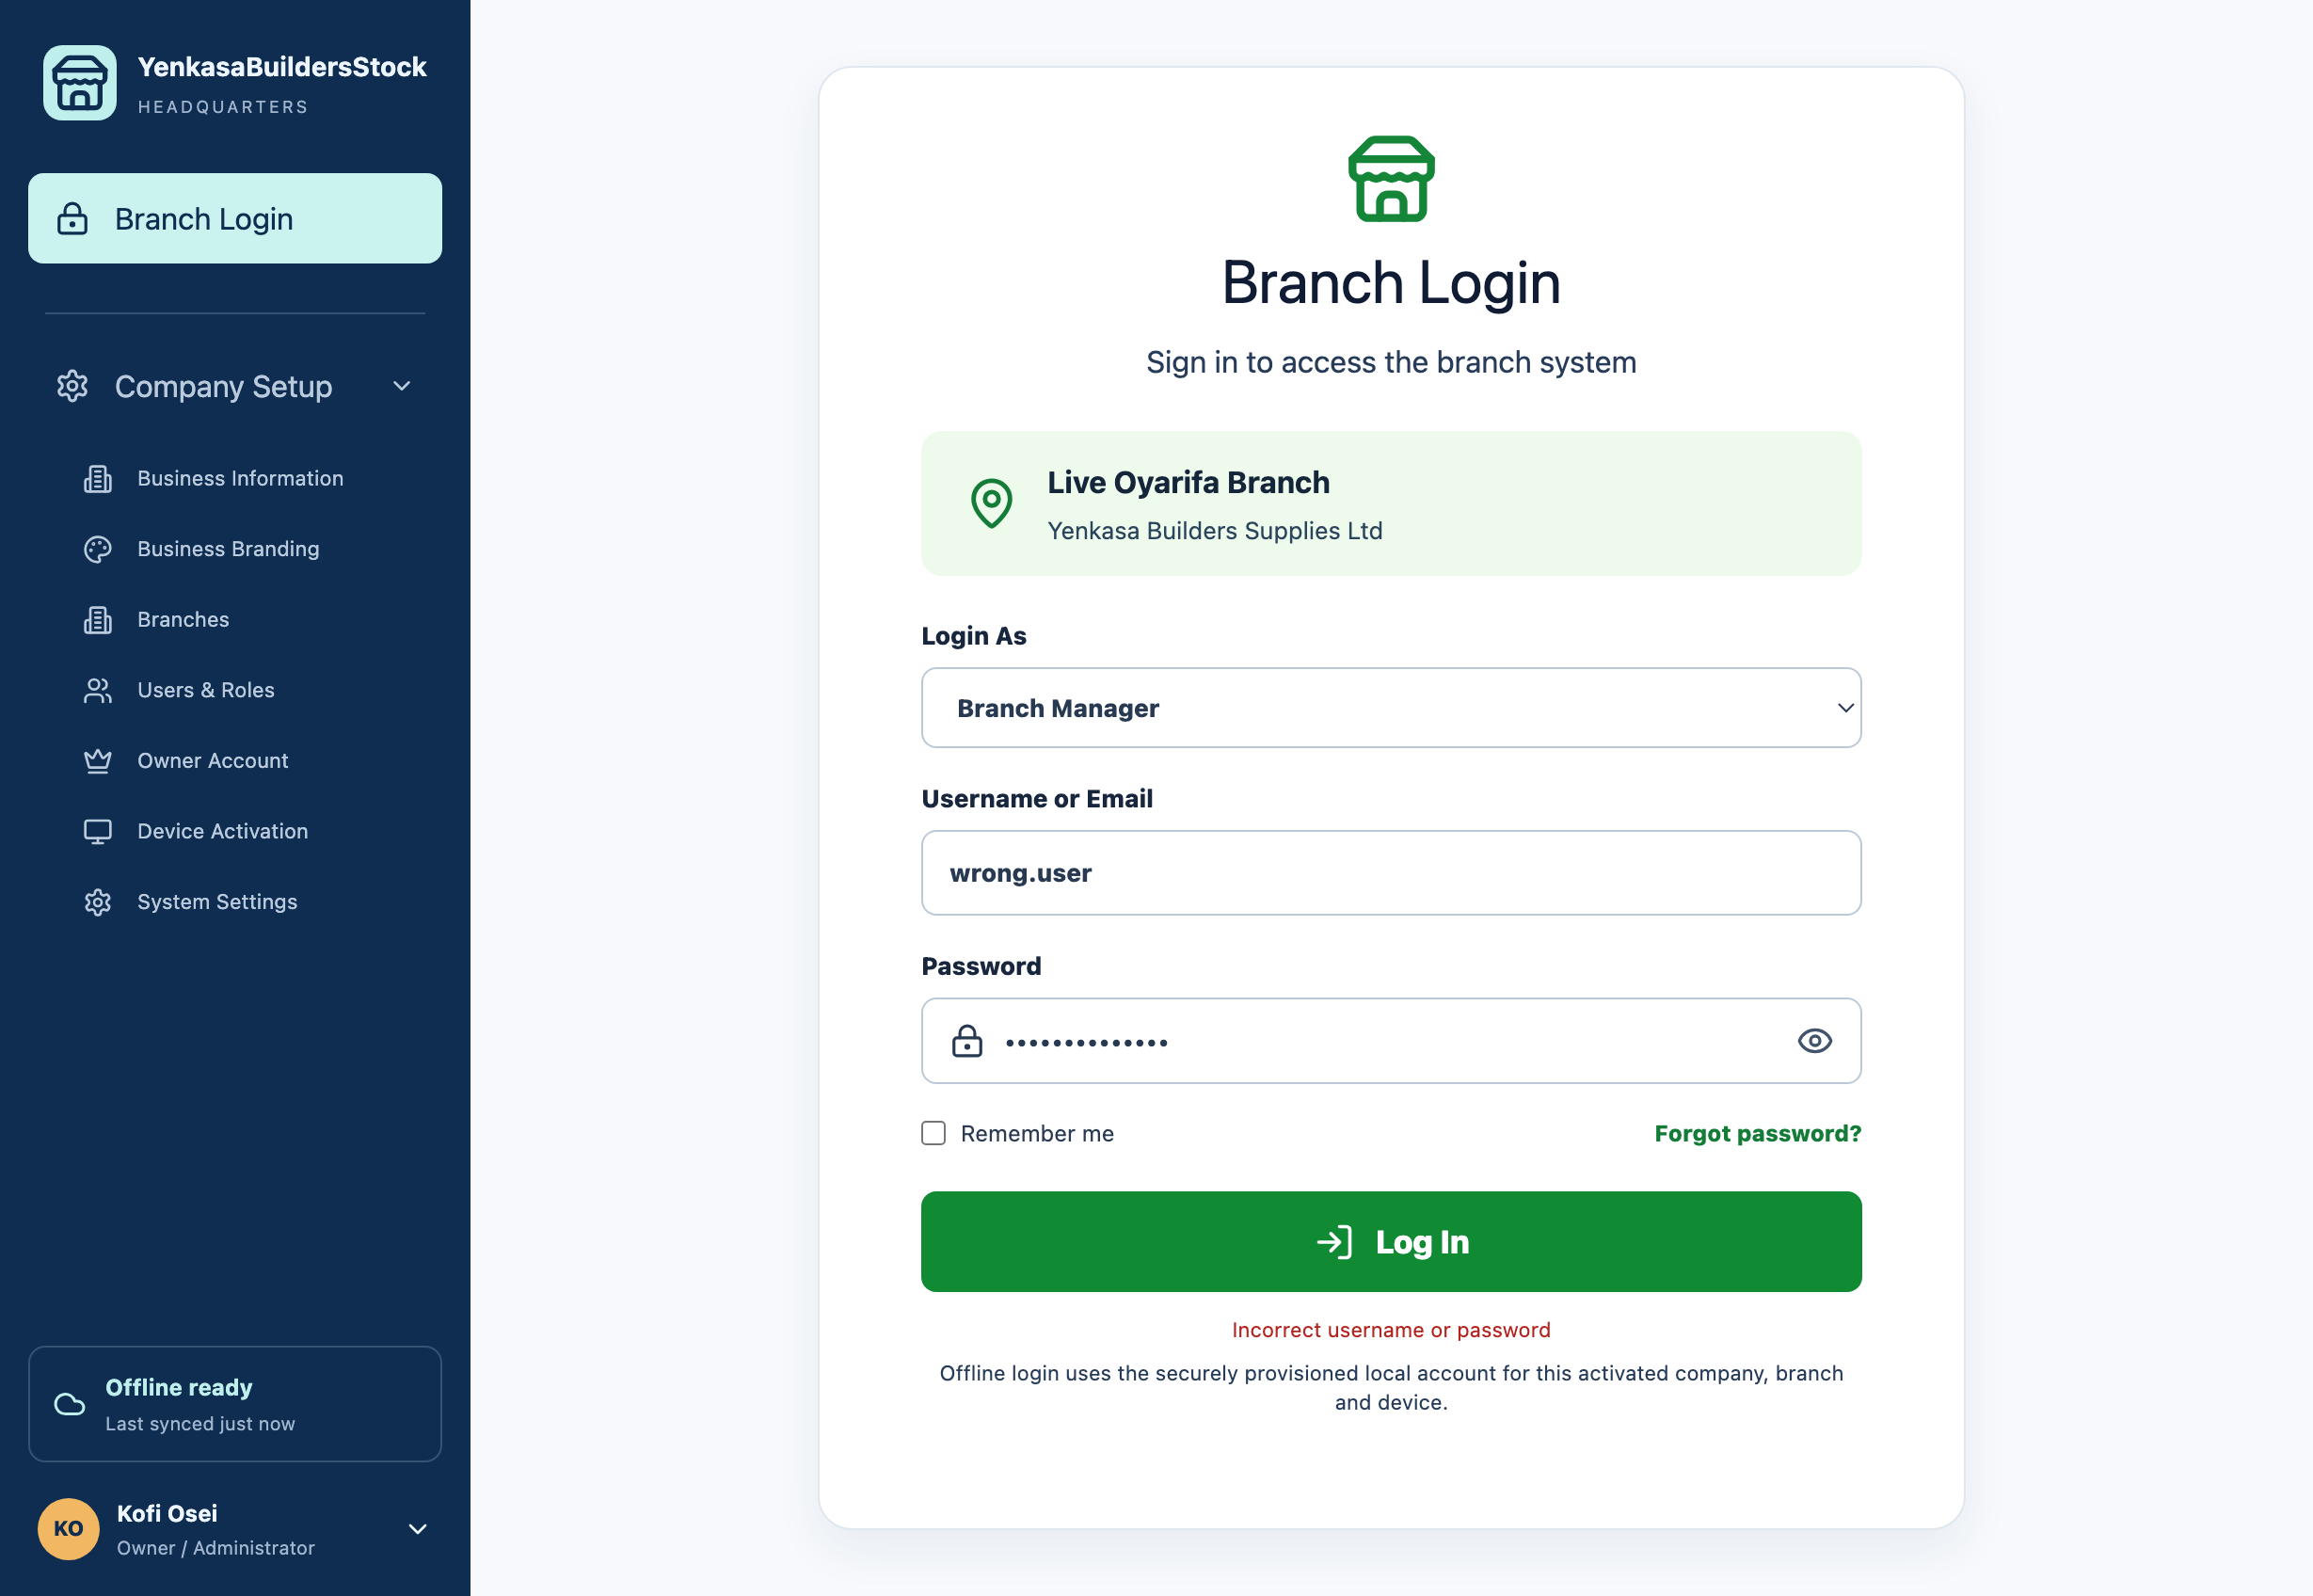 YenkasaBuildersStock
HEADQUARTERS
Branch Login
Company Setup
Business Information
Business Branding
Branches
Users & Roles
Owner Account
Device Activation
System Settings
Offline ready
Last synced just now
KO
Kofi Osei
Owner / Administrator
Branch Login
Sign in to access the branch system
Live Oyarifa Branch
Yenkasa Builders Supplies Ltd
Login As
Branch Manager
Username or Email
wrong.user
Password
••••••••••••••
Remember me
Forgot password?
Log In
Incorrect username or password
Offline login uses the securely provisioned local account for this activated company, branch
and device.